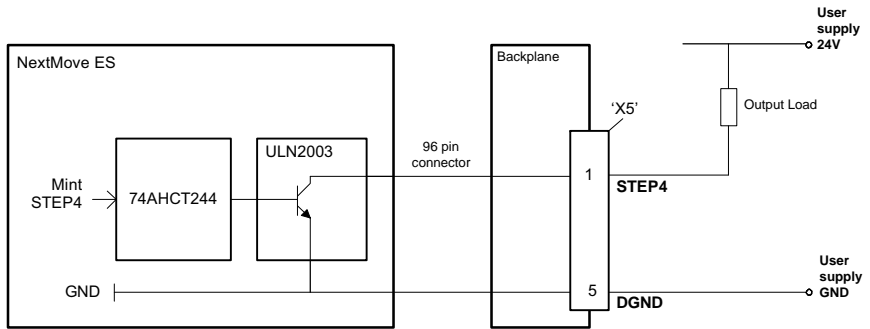 User
supply
24V
NextMove ES
Backplane
'X5'
Output Load
ULN2003
96 pin
connector
Mint
STEP4
74AHCT244
1
STEP4
GND
5
DGND
User
supply
GND